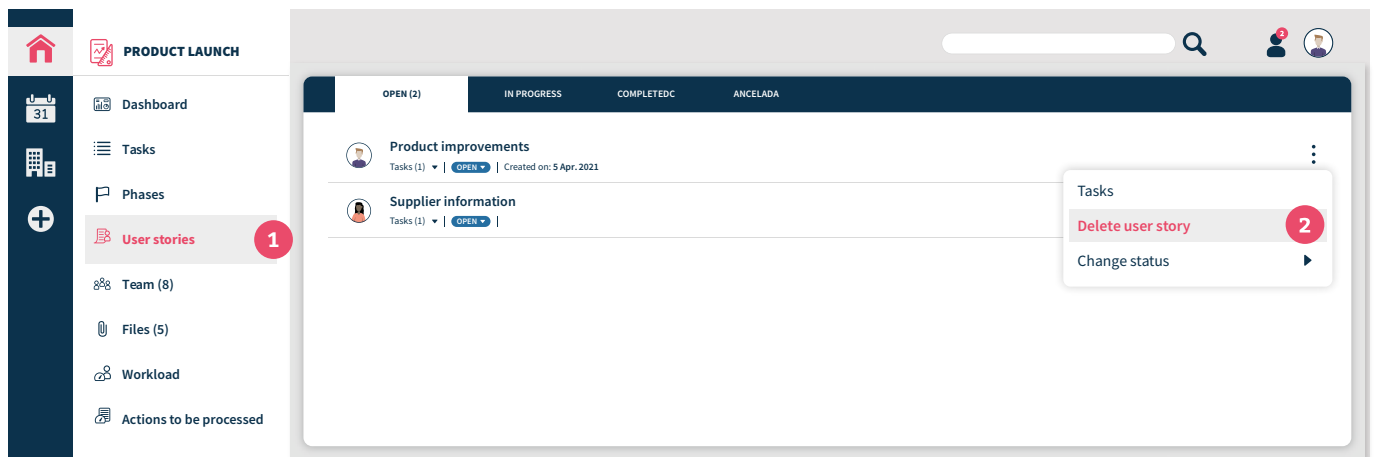 PRODUCT LAUNCH
2
31
Dashboard
Tasks
Phases
User stories 1
Team (8)
Files (5)
Workload
Actions to be processed
OPEN (2) IN PROGRESS COMPLETEDC ANCELADA
Product improvements
Tasks (1) OPEN Created on: 5 Apr. 2021
Supplier information
Tasks (1) OPEN
Tasks
Delete user story 2
Change status